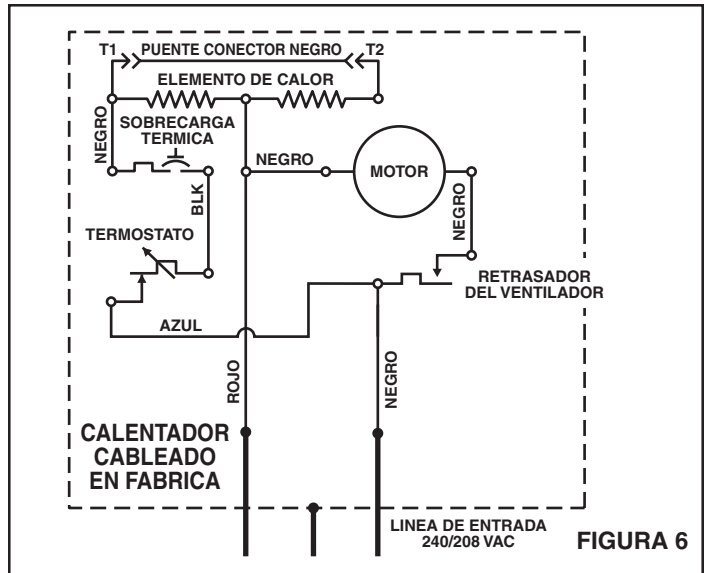 T1 PUENTE CONECTOR NEGRO T2
ELEMENTO DE CALOR
NEGRO
SOBRECARGA
TERMICA
NEGRO
MOTOR
BLK
NEGRO
TERMOSTATO
RETRASADOR
DEL VENTILADOR
AZUL
ROJO
NEGRO
CALENTADOR
CABLEADO
EN FABRICA
LINEA DE ENTRADA
240/208 VAC
FIGURA 6